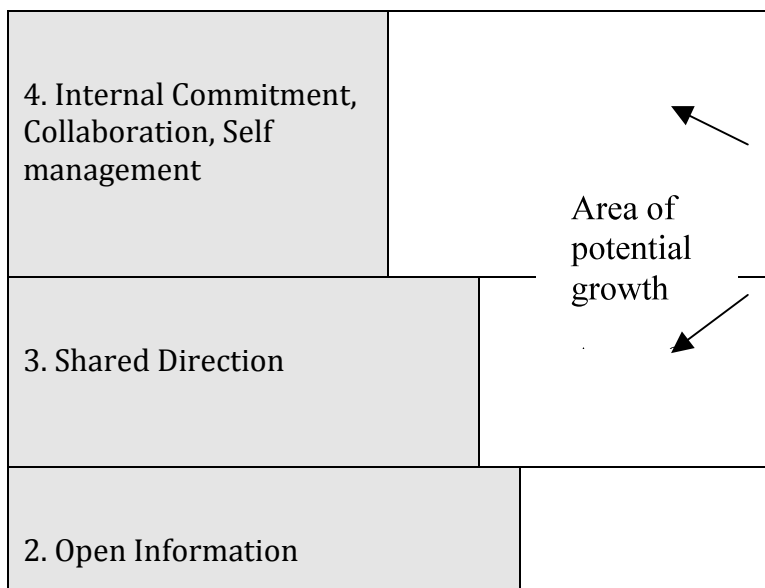 4. Internal Commitment,
Collaboration, Self
management
Area of
potential
growth
3. Shared Direction
2. Open Information